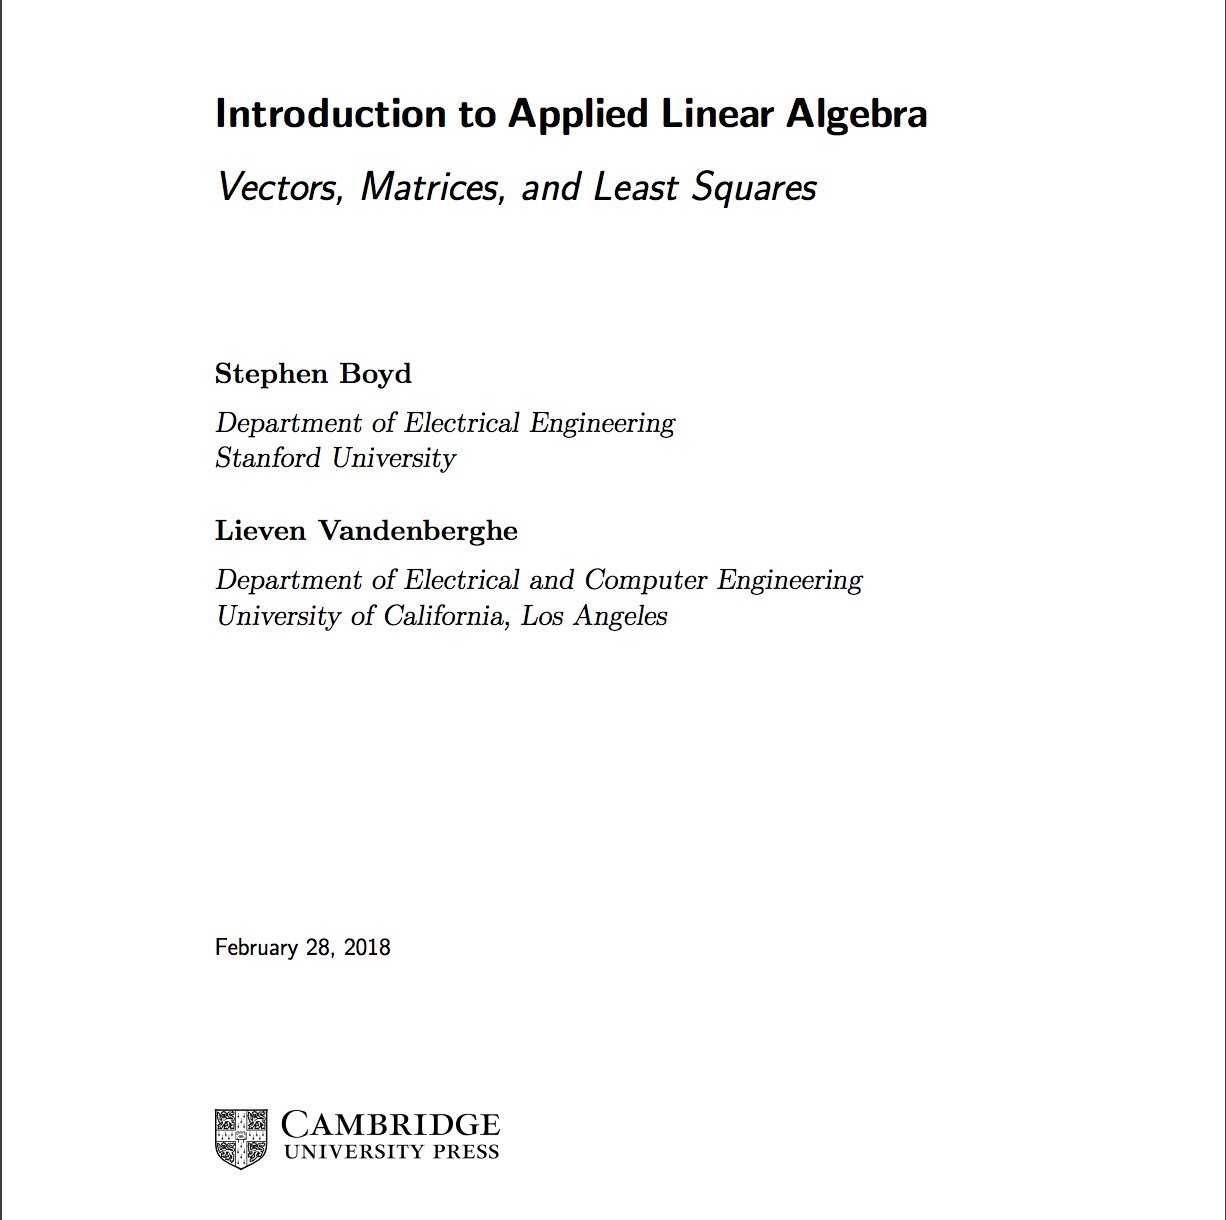 Introduction to Applied Linear Algebra
Vectors, Matrices, and Least Squares
Stephen Boyd
Department of Electrical Engineering
Stanford University
Lieven Vandenberghe
Department of Electrical and Computer Engineering
University of California, Los Angeles
February 28, 2018
CAMBRIDGE
UNIVERSITY PRESS